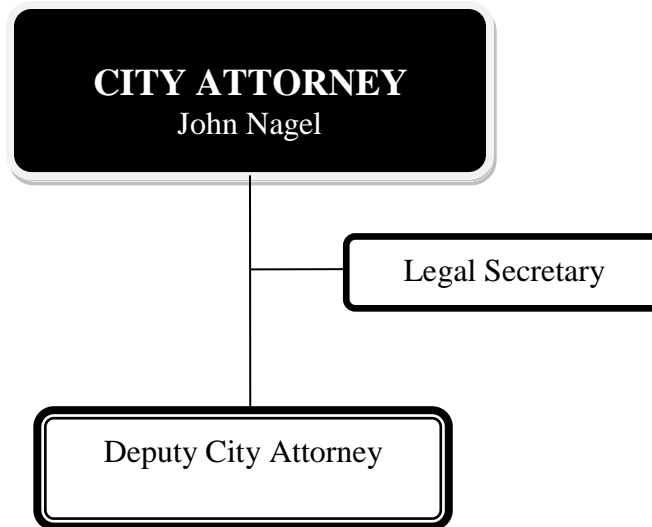 CITY ATTORNEY
John Nagel
Legal Secretary
Deputy City Attorney